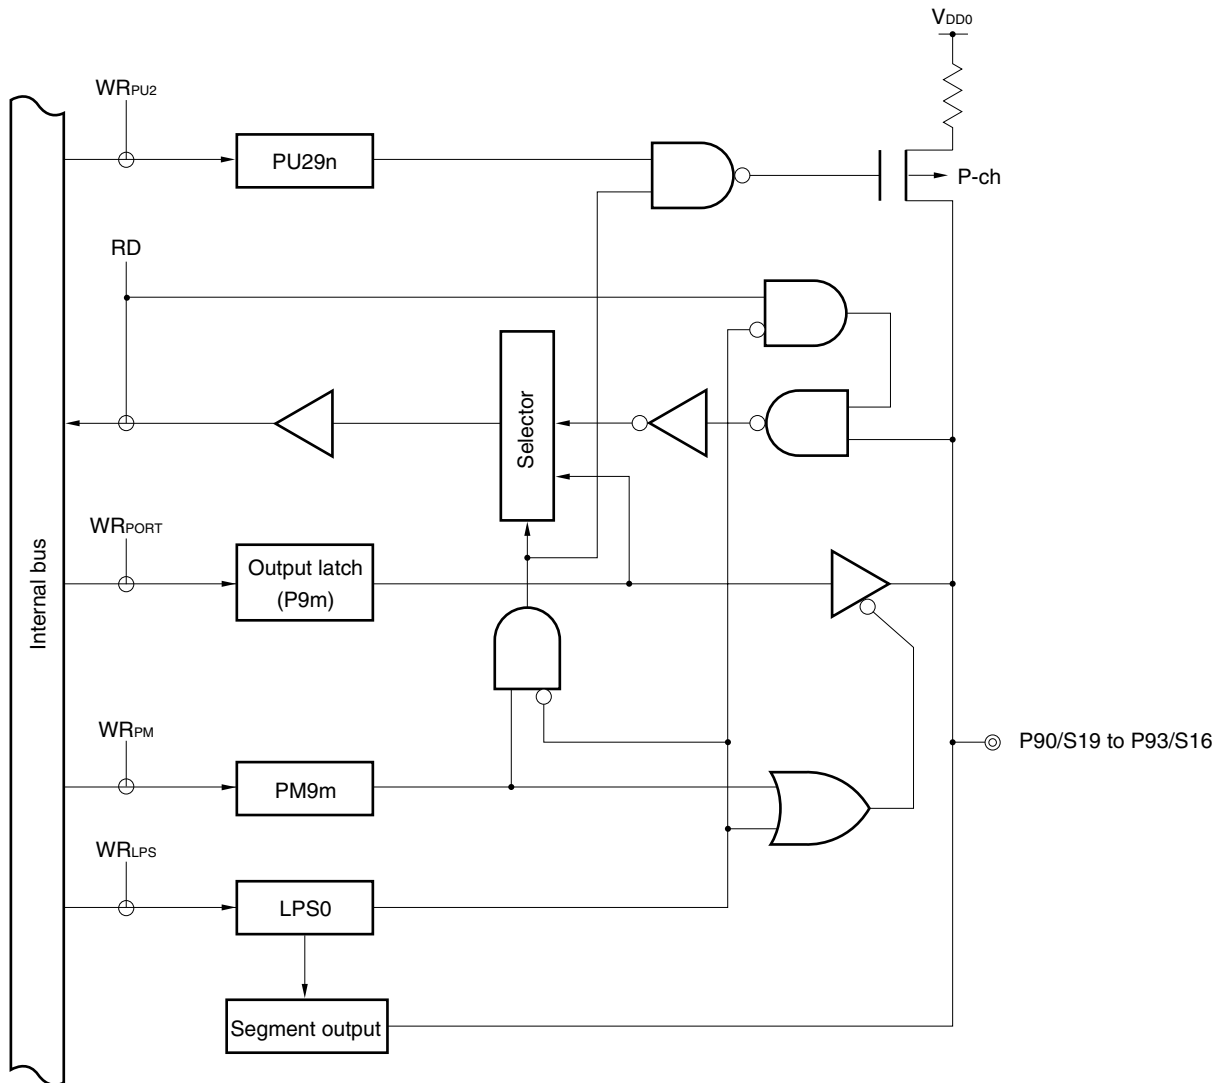 VDD0
WRPU2
PU29n
P-ch
RD
Selector
WRPORT
Output latch
(P9m)
Internal bus
WRPM
P90/S19 to P93/S16
PM9m
WRLPS
LPS0
Segment output